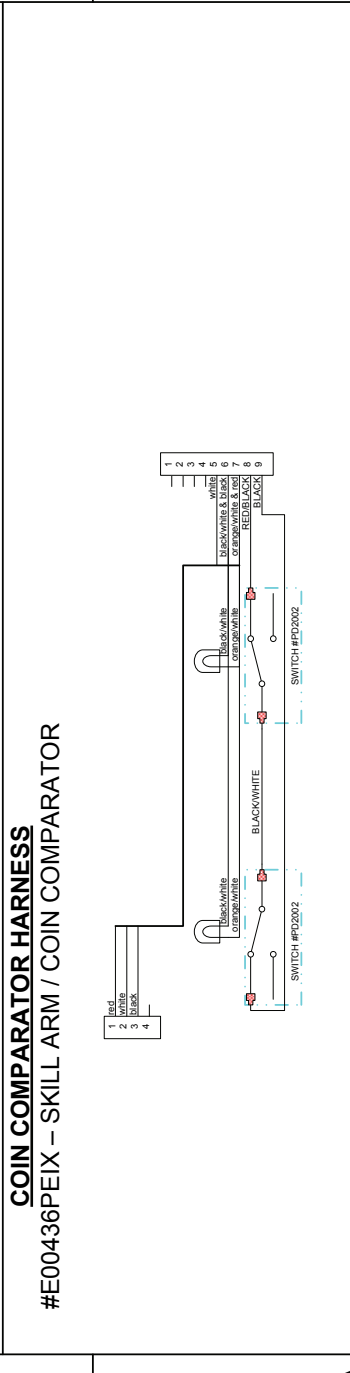 COIN COMPARATOR HARNESS
#E00436PEIX – SKILL ARM / COIN COMPARATOR
1 red
2 white
3 black
4
black/white
orange/white
black/white
orange/white
1
2
3
4
white 5
black/white & black 6
orange/white & red 7
RED/BLACK 8
BLACK 9
BLACK/WHITE
SWITCH #PD2002
SWITCH #PD2002